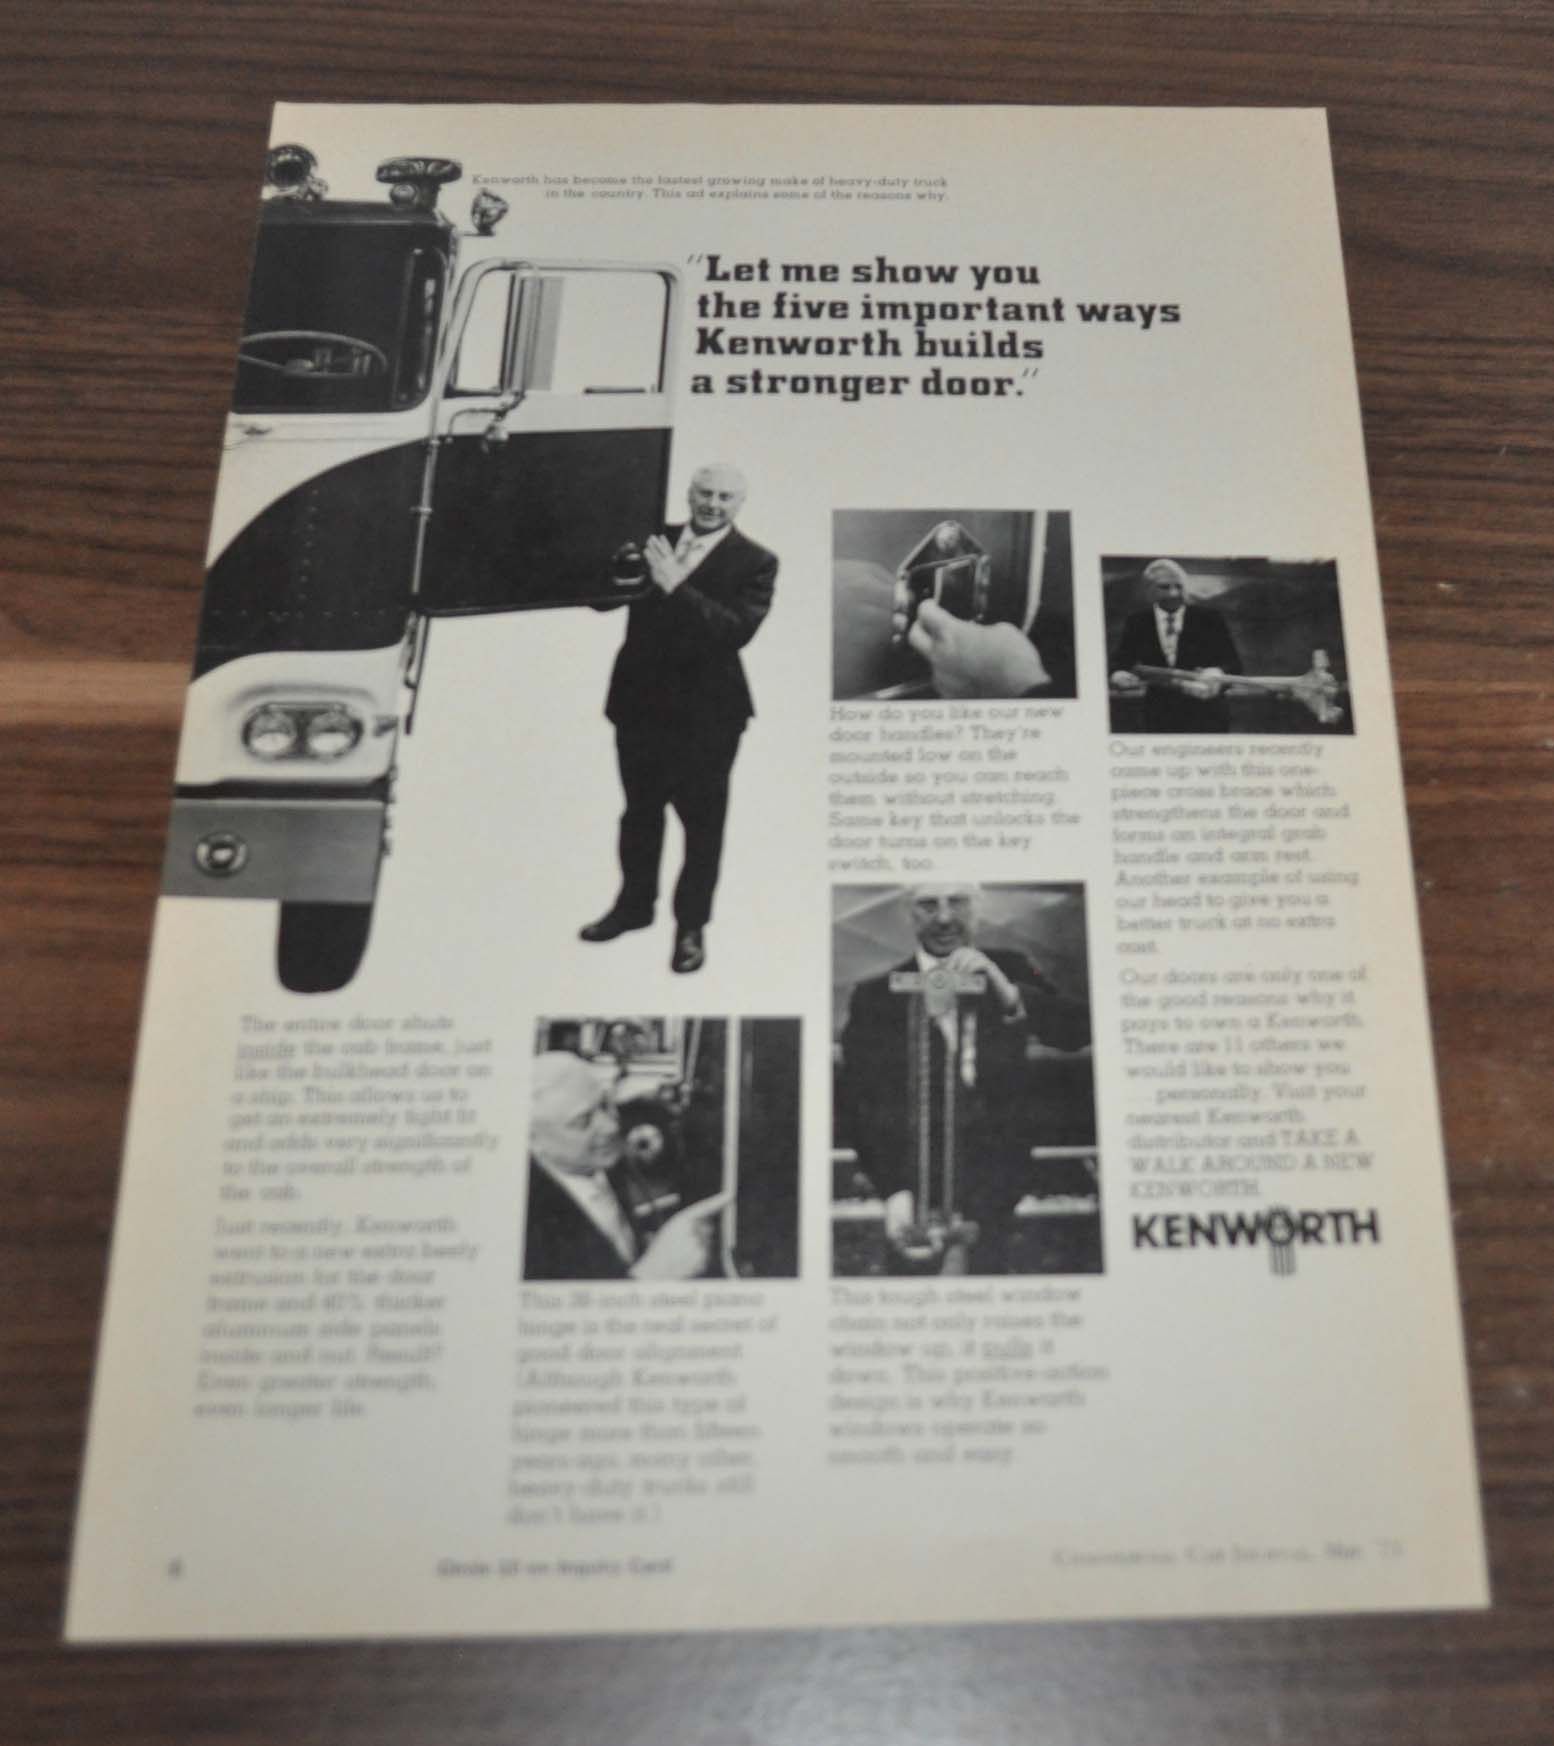 Kenworth has become the fastest growing make of heavy-duty truck
in the country. This ad explains some of the reasons why.
"Let me show you
the five important ways
Kenworth builds
a stronger door."
How do you like our new
door handles? They're
mounted low on the
outside so you can reach
them without stretching.
Same key that unlocks the
door turns on the key
switch, too.
Our engineers recently
came up with this one-
piece cross brace which
strengthens the door and
forms an integral grab
handle and arm rest.
Another example of using
our head to give you a
better truck at no extra
cost.
Our doors are only one of
the good reasons why it
pays to own a Kenworth.
There are 11 others we
would like to show you
... personally. Visit your
nearest Kenworth
distributor and TAKE A
WALK AROUND A NEW
KENWORTH.
KENWORTH
The entire door shuts
inside the cab frame, just
like the bulkhead door on
a ship. This allows us to
get an extremely tight fit
and adds very significantly
to the overall strength of
the cab.
Just recently, Kenworth
went to a new extra beefy
extrusion for the door
frame and 40% thicker
aluminum side panels
inside and out. Result?
Even greater strength,
even longer life.
This 38-inch steel piano
hinge is the real secret of
good door alignment.
(Although Kenworth
pioneered this type of
hinge more than fifteen
years ago, many other
heavy-duty trucks still
don't have it.)
This tough steel window
chain not only raises the
window up, it pulls it
down. This positive-action
design is why Kenworth
windows operate so
smooth and easy.
Circle on Inquiry Card
Commercial Car Journal,